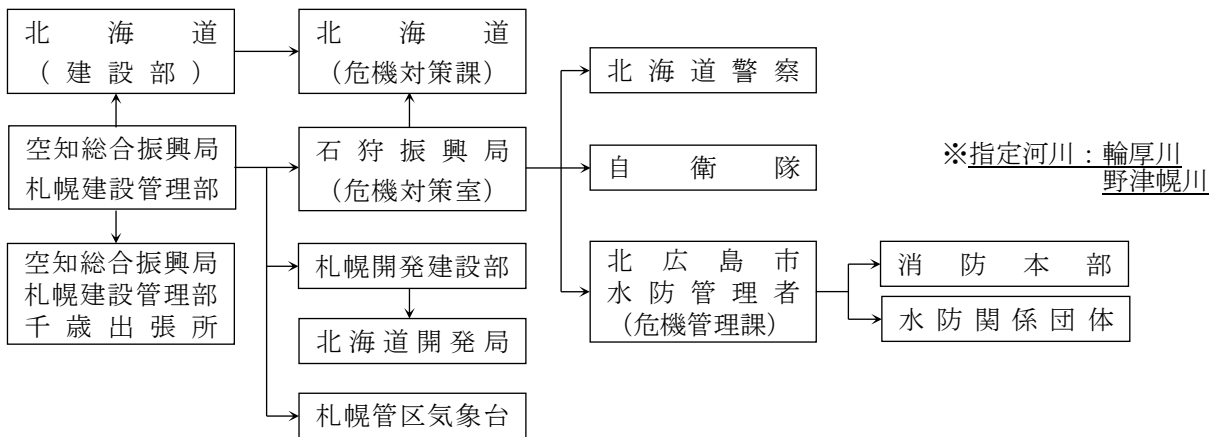 北海道
(建設部)
北海道
(危機対策課)
北海道警察
空知総合振興局
札幌建設管理部
石狩振興局
(危機対策室)
自衛隊
※指定河川：輪厚川
野津幌川
空知総合振興局
札幌建設管理部
千歳出張所
札幌開発建設部
北海道開発局
札幌管区気象台
北広島市
水防管理者
(危機管理課)
消防本部
水防関係団体